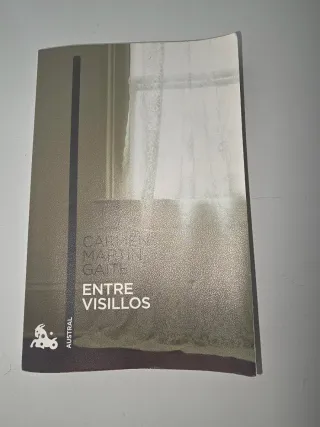 CARMEN
MARTÍN
GAITE
ENTRE
VISILLOS
AUSTRAL